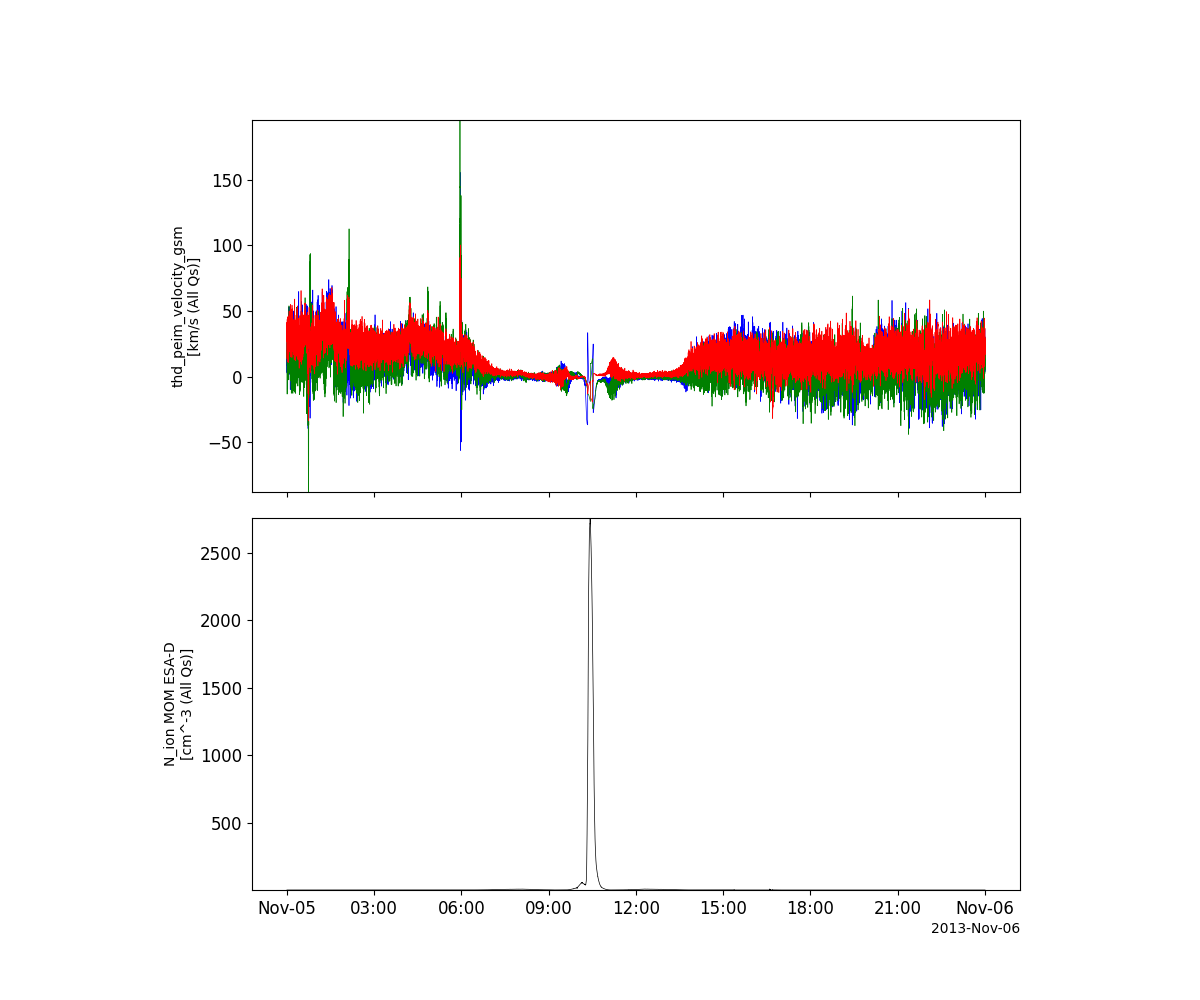 150
100
50
0
−50
thd_peim_velocity_gsm
[km/s (All Qs)]
2500
2000
1500
1000
500
N_ion MOM ESA-D
[cm^-3 (All Qs)]
Nov-05 03:00 06:00 09:00 12:00 15:00 18:00 21:00 Nov-06
2013-Nov-06